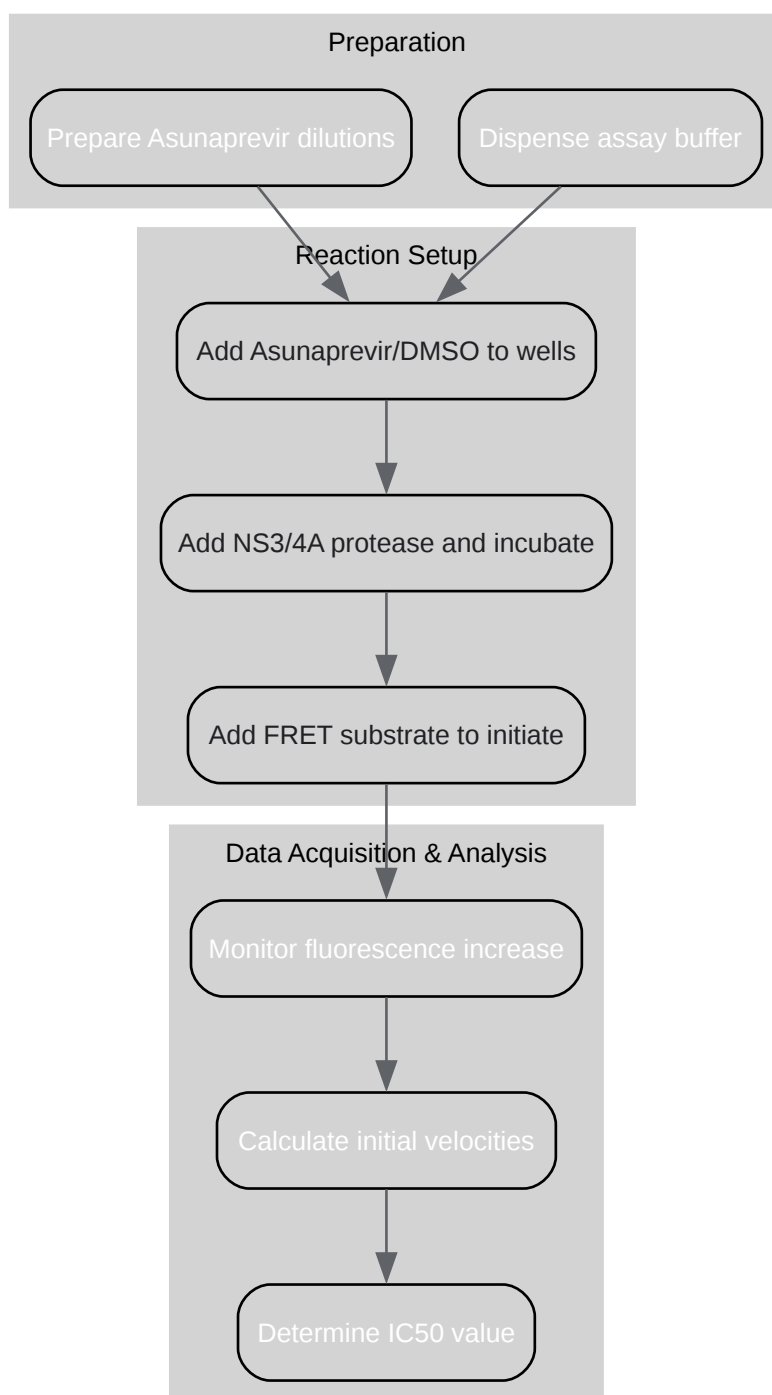 Preparation
Prepare Asunaprevir dilutions
Dispense assay buffer
Reaction Setup
Add Asunaprevir/DMSO to wells
Add NS3/4A protease and incubate
Add FRET substrate to initiate
Data Acquisition & Analysis
Monitor fluorescence increase
Calculate initial velocities
Determine IC50 value